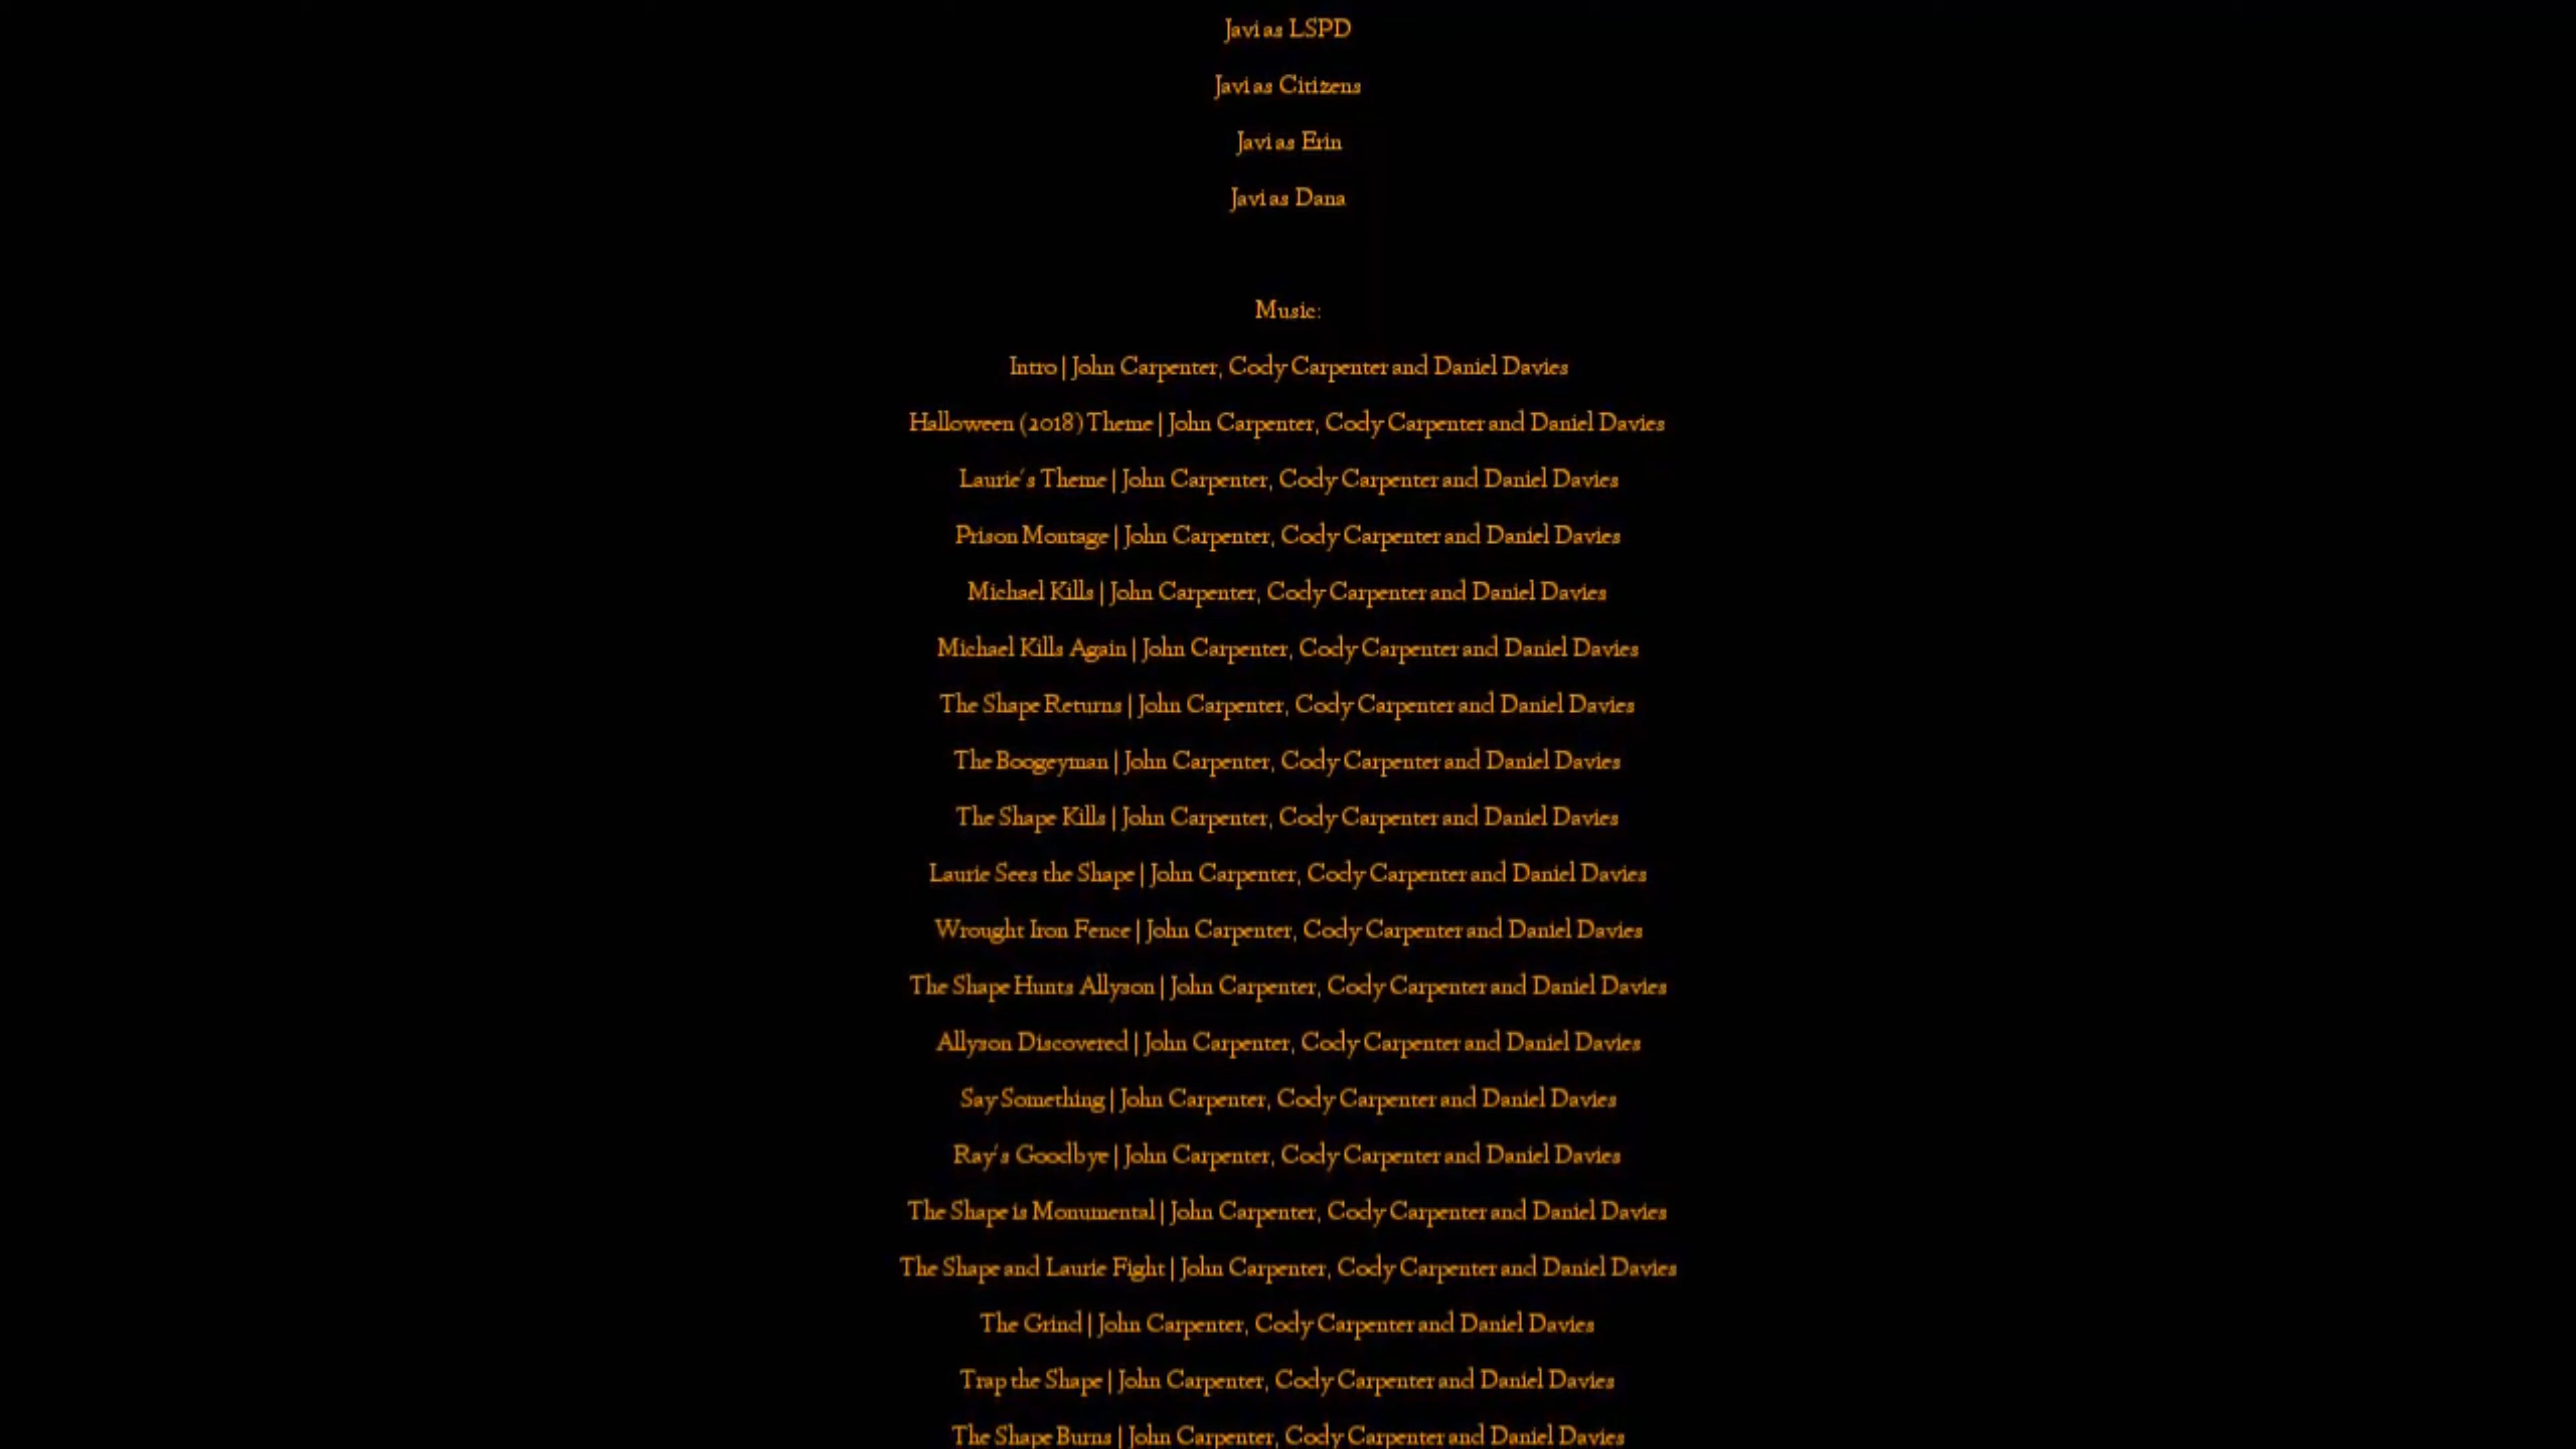 Javi as LSPD
Javi as Citizens
Javi as Erin
Javi as Dana
Music:
Intro | John Carpenter, Cody Carpenter and Daniel Davies
Halloween (2018) Theme | John Carpenter, Cody Carpenter and Daniel Davies
Laurie's Theme | John Carpenter, Cody Carpenter and Daniel Davies
Prison Montage | John Carpenter, Cody Carpenter and Daniel Davies
Michael Kills | John Carpenter, Cody Carpenter and Daniel Davies
Michael Kills Again | John Carpenter, Cody Carpenter and Daniel Davies
The Shape Returns | John Carpenter, Cody Carpenter and Daniel Davies
The Boogeyman | John Carpenter, Cody Carpenter and Daniel Davies
The Shape Kills | John Carpenter, Cody Carpenter and Daniel Davies
Laurie Sees the Shape | John Carpenter, Cody Carpenter and Daniel Davies
Wrought Iron Fence | John Carpenter, Cody Carpenter and Daniel Davies
The Shape Hunts Allyson | John Carpenter, Cody Carpenter and Daniel Davies
Allyson Discovered | John Carpenter, Cody Carpenter and Daniel Davies
Say Something | John Carpenter, Cody Carpenter and Daniel Davies
Ray's Goodbye | John Carpenter, Cody Carpenter and Daniel Davies
The Shape is Monumental | John Carpenter, Cody Carpenter and Daniel Davies
The Shape and Laurie Fight | John Carpenter, Cody Carpenter and Daniel Davies
The Grind | John Carpenter, Cody Carpenter and Daniel Davies
Trap the Shape | John Carpenter, Cody Carpenter and Daniel Davies
The Shape Burns | John Carpenter, Cody Carpenter and Daniel Davies